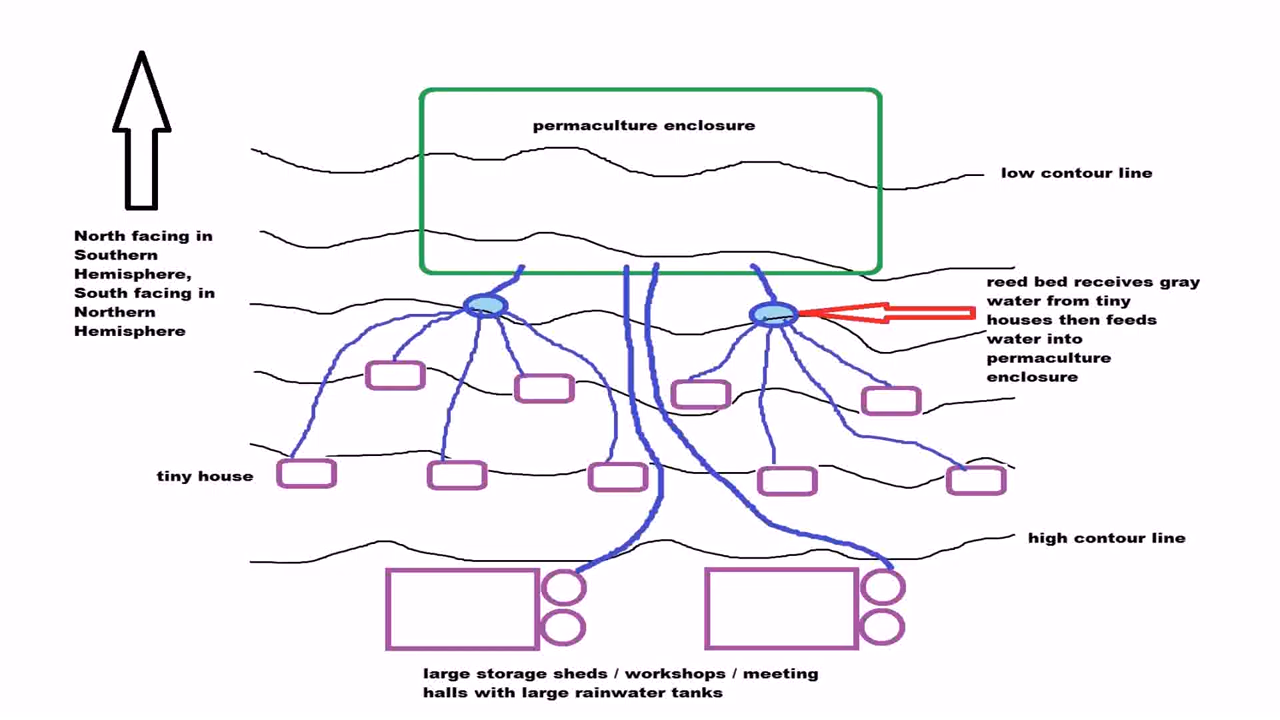 permaculture enclosure
low contour line
North facing in
Southern
Hemisphere,
South facing in
Northern
Hemisphere
reed bed receives gray
water from tiny
houses then feeds
water into
permaculture
enclosure
tiny house
high contour line
large storage sheds / workshops / meeting
halls with large rainwater tanks